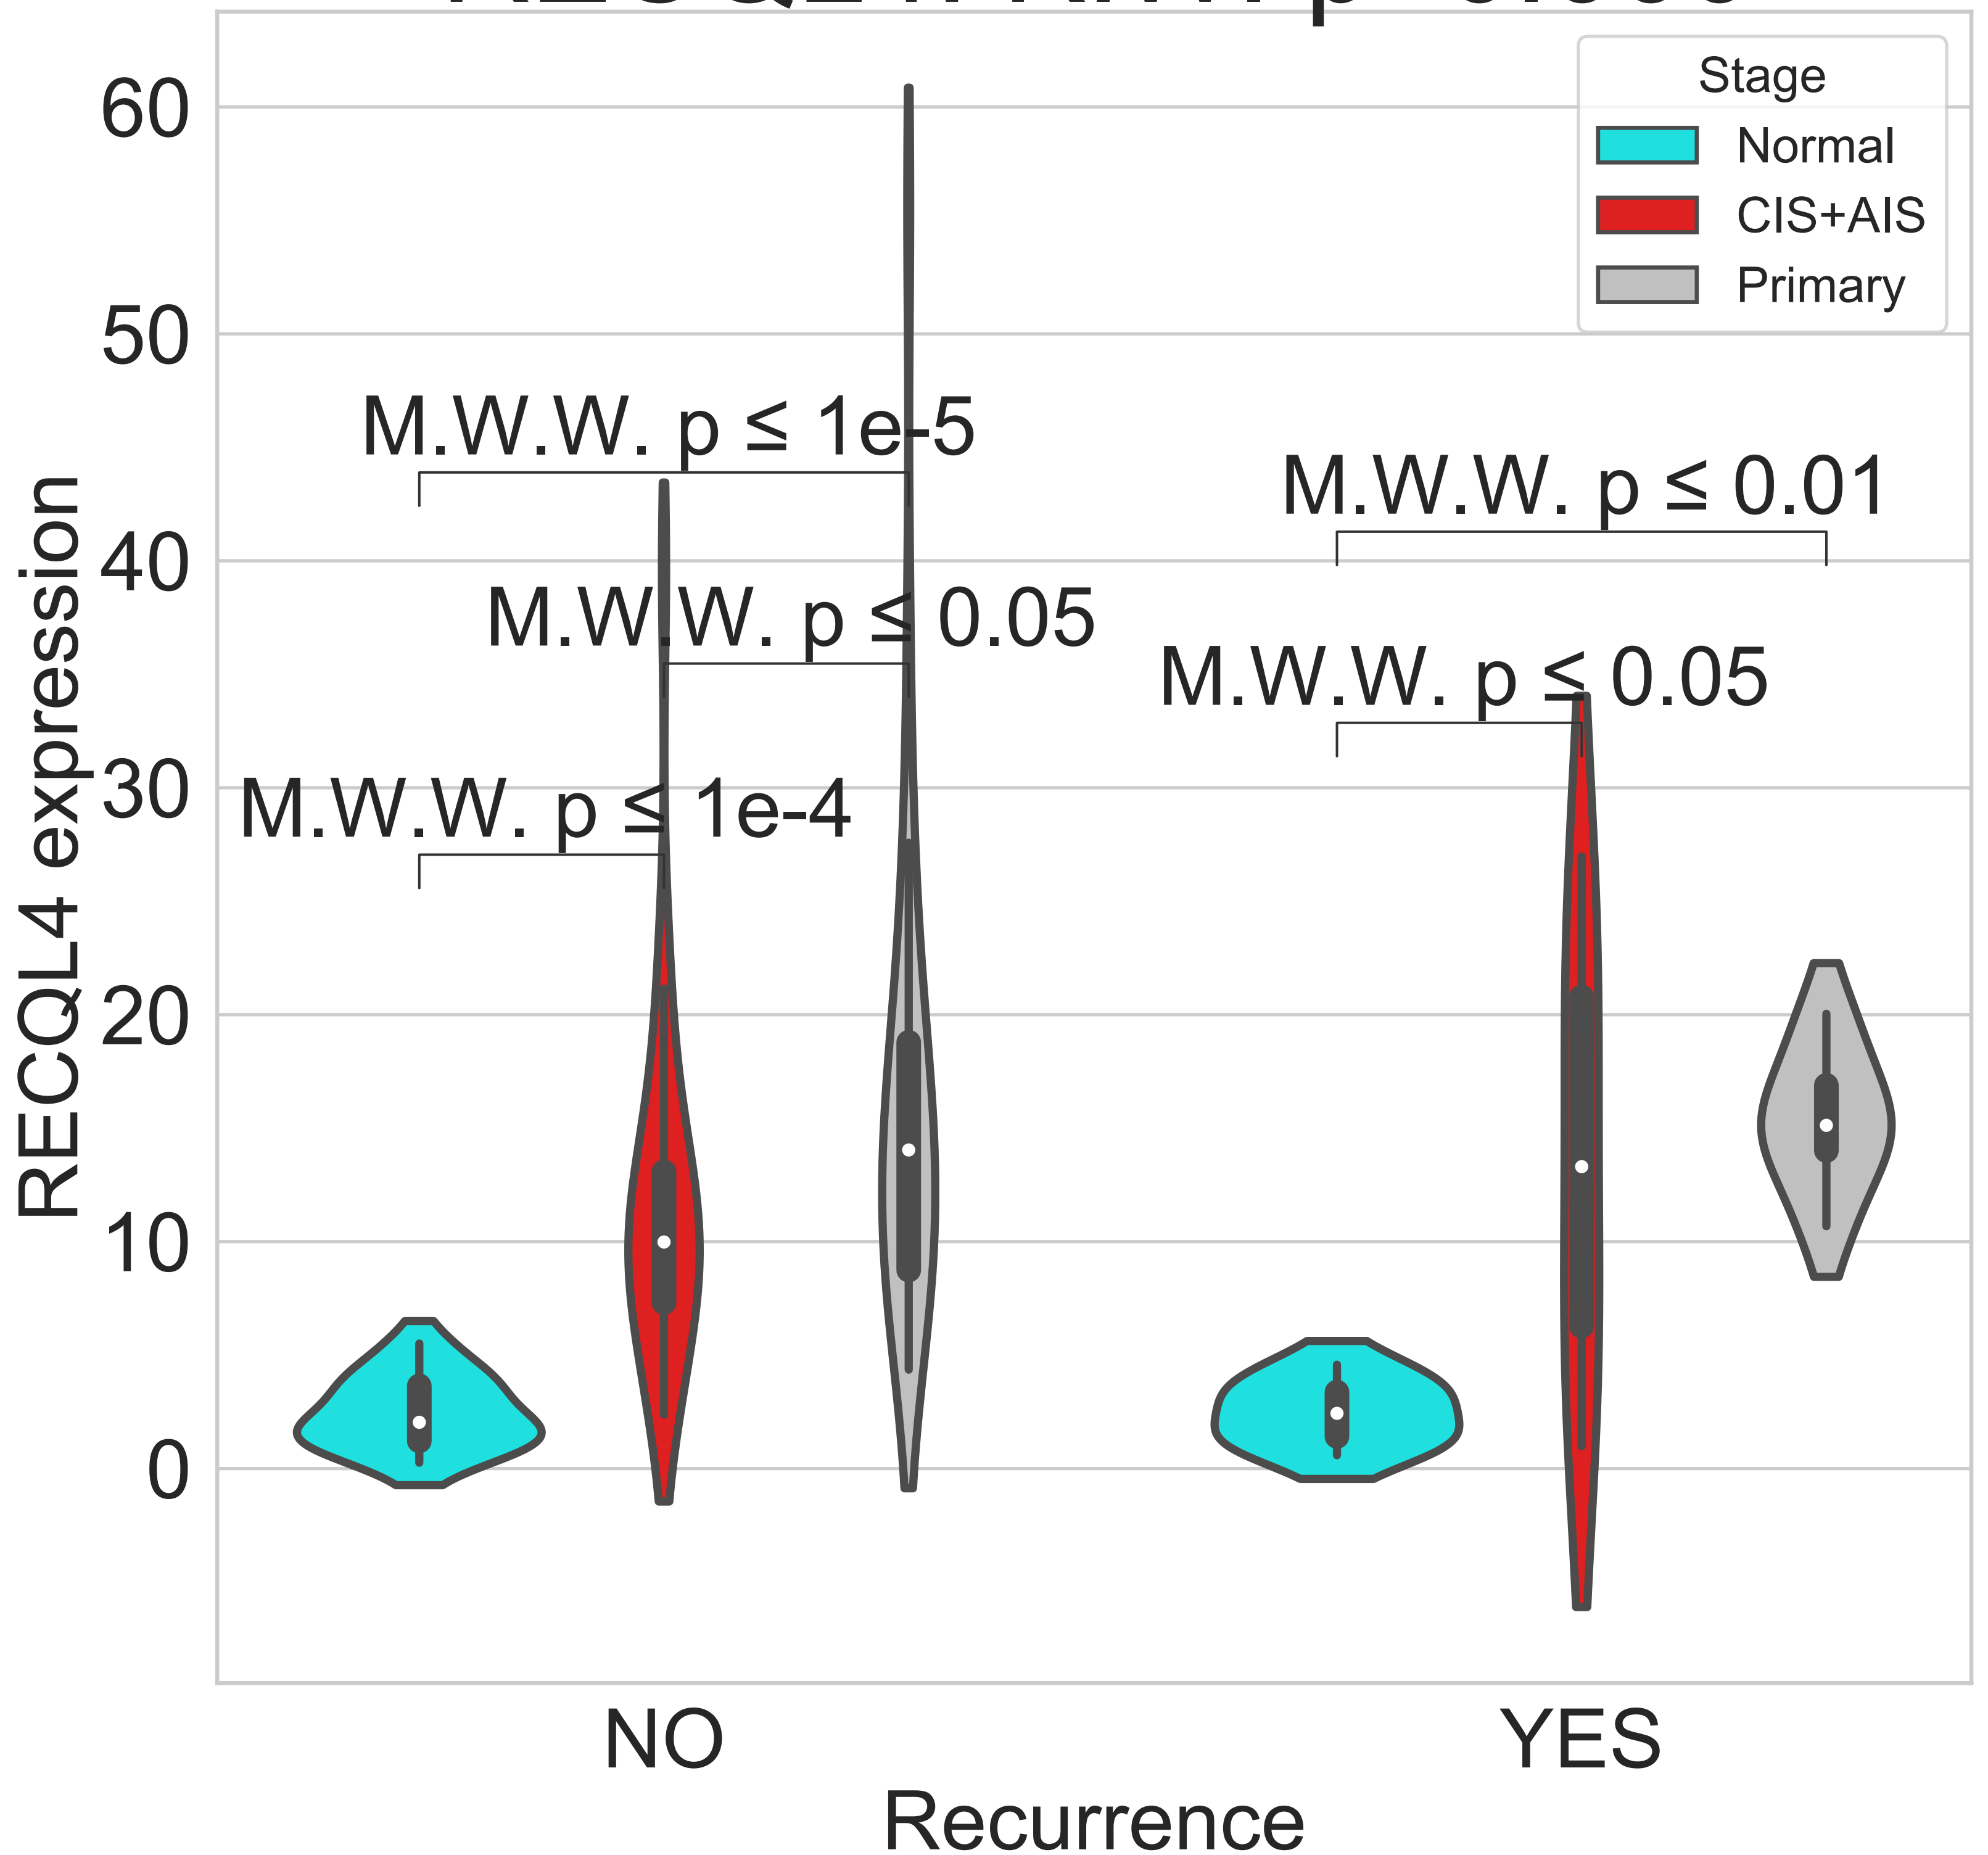 Stage
Normal
CIS+AIS
Primary
60
50
40
30
20
10
0
RECQL4 expression
M.W.W. p ≤ 1e-5
M.W.W. p ≤ 0.01
M.W.W. p ≤ 0.05
M.W.W. p ≤ 0.05
M.W.W. p ≤ 1e-4
NO
YES
Recurrence